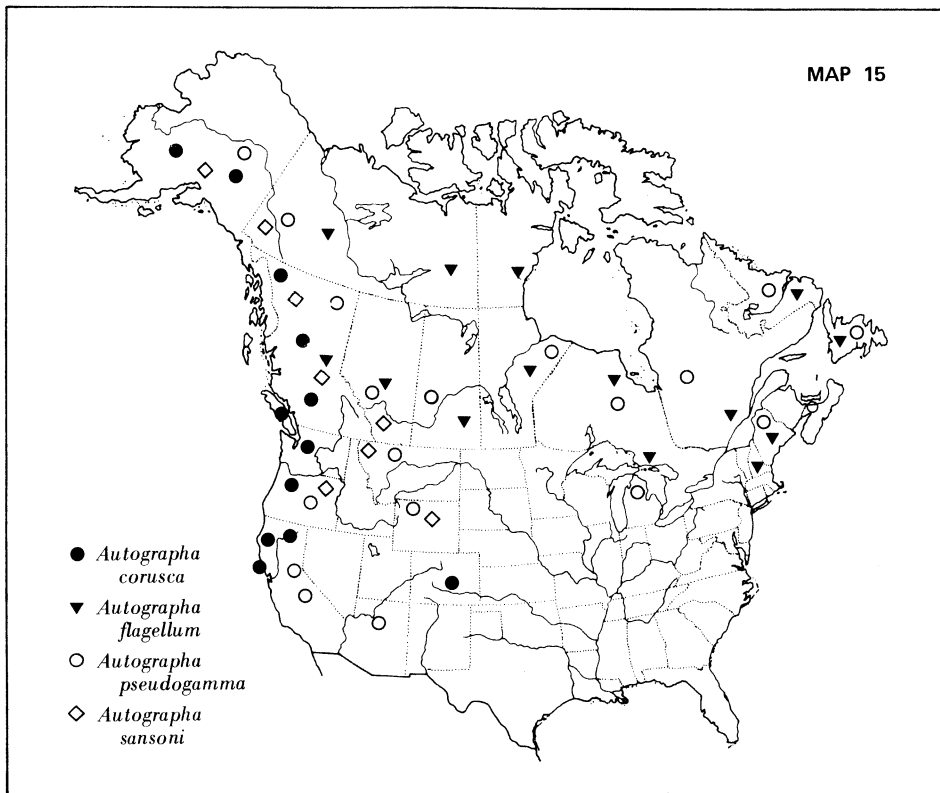 MAP 15
Autographa
corusca
Autographa
flagellum
Autographa
pseudogamma
Autographa
sansoni